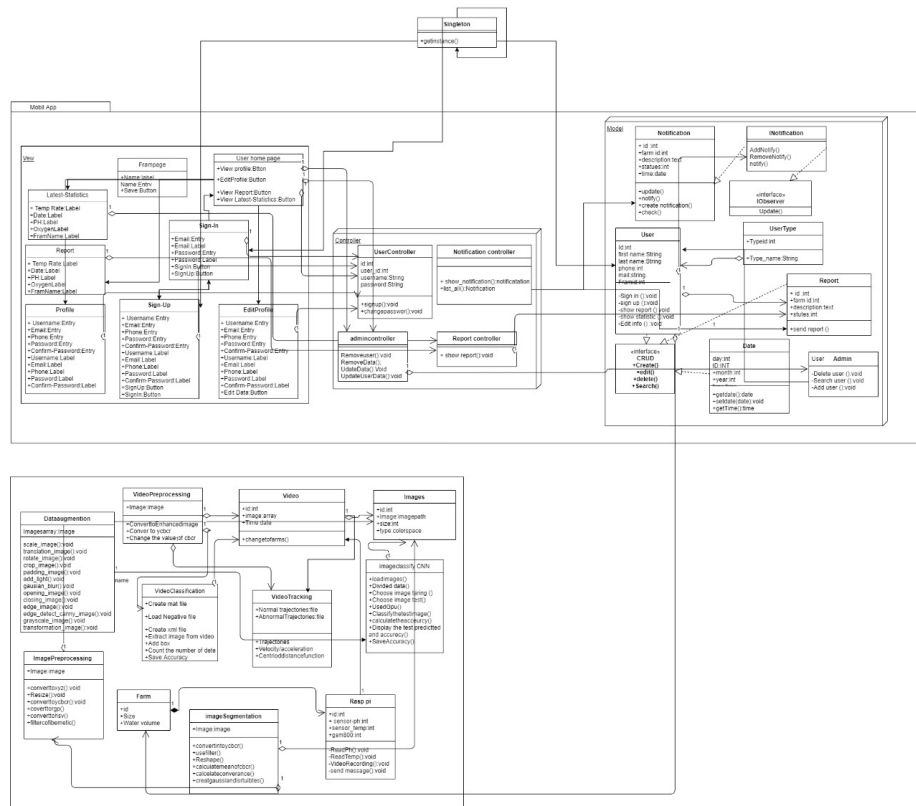 Singleton
+getinstance()
Mobil App
View
Frampage
+Name:label
Name:Entry
+Save:Button
User home page
+View profile:Btton
+EditProfile:Button
+View Report:Button
+View Latest-Statistics:Button
Latest-Statistics
+ Temp Rate:Label
+Date:Label
+PH:Label
+OxygenLabel
+FramName:Label
Sign-In
+Email:Entry
+Email:Label
+Password:Entry
+Password:Label
+SignIn:Button
+SignUp:Button
Report
+ Temp Rate:Label
+Date:Label
+PH:Label
+OxygenLabel
+FramName:Label
Profile
+ Username:Entry
+Email:Entry
+Phone:Entry
+Password:Entry
+Confirm-Password:Entry
+Username:Label
+Email:Label
+Phone:Label
+Password:Label
+Confirm-Password:Label
Sign-Up
+ Username:Entry
+Email:Entry
+Phone:Entry
+Password:Entry
+Confirm-Password:Entry
+Username:Label
+Email:Label
+Phone:Label
+Password:Label
+Confirm-Password:Label
+SignUp:Button
+SignIn:Button
EditProfile
+ Username:Entry
+Email:Entry
+Phone:Entry
+Password:Entry
+Confirm-Password:Entry
+Username:Label
+Email:Label
+Phone:Label
+Password:Label
+Confirm-Password:Label
+Edit Data:Button
Controller
UserController
id:int
user_id:int
username:String
password:String
+signup():void
+changepasswor():void
Notification controller
+ show_notification():notification
+list_all():Notification
admincontroller
Removeuser():void
RemoveData();
UdateData():Void
UpdateUserData():void
Report controller
+ show report():void
Model
Notification
+ id :int
+farm id:int
+description:text
+statues:int
+time:date
+update()
+notify()
+create notification()
+check()
INotification
AddNotify()
RemoveNotify()
notify()
«interface»
IObserver
Update()
User
Id:int
first name:String
last name:String
phone int
mail:string
FramId:int
-Sign in ():void
-sign up ():void
-show report ():void
-show statistic ():void
+Edit info ():void
UserType
+Typeid:int
+Type_name:String
Report
+ id :int
+farm id:int
+description:text
+stutes:int
+send report ()
«interface»
CRUD
+Create()
+edit()
+delete()
+Search()
Date
day:int
ID:INT
+month:int
+year:int
+getdate():date
+setdate(date):void
+getTime():time
User Admin
-Delete user ():void
-Search user ():void
-Add user ():void
VideoPreprocessing
+Image:image
+ConverttoEnhancedimage
+Conver to ycbcr
+Change the value)of cbcr
Video
+id:int
+image array
+Time:date
+changetofarms()
Images
+id:int
+Image:imagepath
+size:int
+type:colorspace
Dataaugmention
Imagesarray:image
scale_image():void
translation_image():void
rotate_image():void
crop_image():void
padding_image():void
add_light():void
gausian_blur():void
opening_image():void
closing_image():void
edge_image():void
edge_detect_canny_image():void
grayscale_image():void
transformation_image():void
name
VideoClassification
+Create mat file
+Load Negative file
+Create xml file
+Extract image from video
+Add box
+Count the number of date
+Save Accuracy
VideoTracking
+Normal trajectories:file
+AbnormalTrajectories:file
+Trajectories
+Velocity/acceleration
+Centrioddistancefunction
Imageclassify CNN
+loadimages()
+Divided data()
+Choose image taring ()
+Choose image test()
+UsedGpu()
+Classifythetestimage()
+calculatetheaccourcy()
+Display the test predictted
and accurecy()
+SaveAccuracy()
ImagePreprocessing
+Image:image
+converttoxyz():void
+Resize():void
+converttoycbcr():void
+coverttorgp()
+converttohsv()
Farm
+id
+Size
+Water volume
imageSegmentation
+Image:image
+convertintoycbcr()
+usefilter()
+Reshape()
+calculatemeanofcbcr()
Rasp pi
+id:int
+ sensor-ph:int
+sensor_temp:int
+gsm800:int
-ReadPh():void
-ReadTemp():void
-VideoRecording():void
-send message():void